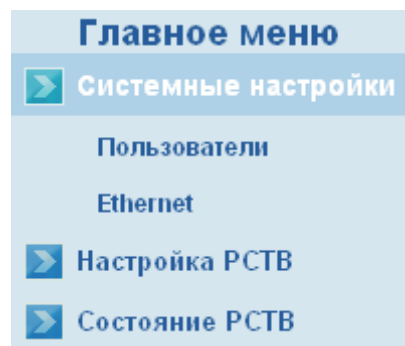 Главное меню
Системные настройки
Пользователи
Ethernet
Настройка РСТВ
Состояние РСТВ